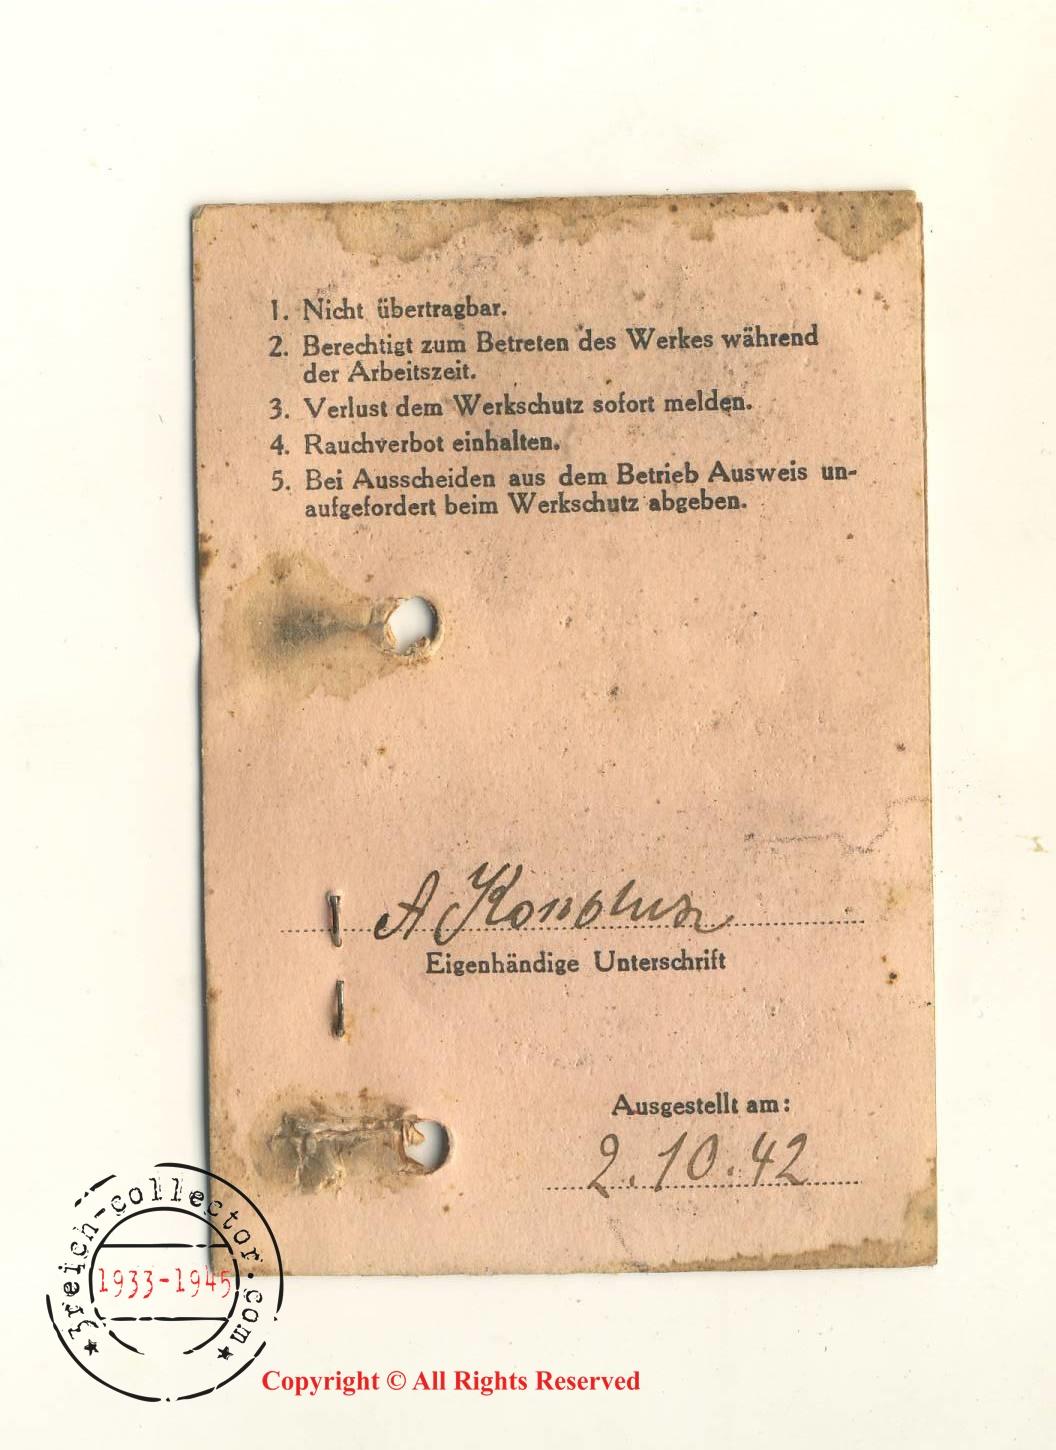 1. Nicht übertragbar.
2. Berechtigt zum Betreten des Werkes während
der Arbeitszeit.
3. Verlust dem Werkschutz sofort melden.
4. Rauchverbot einhalten.
5. Bei Ausscheiden aus dem Betrieb Ausweis un-
aufgefordert beim Werkschutz abgeben.
A
Eigenhändige Unterschrift
Ausgestellt am:
2.10.42
3reich-collector.com
1933-1945
Copyright © All Rights Reserved